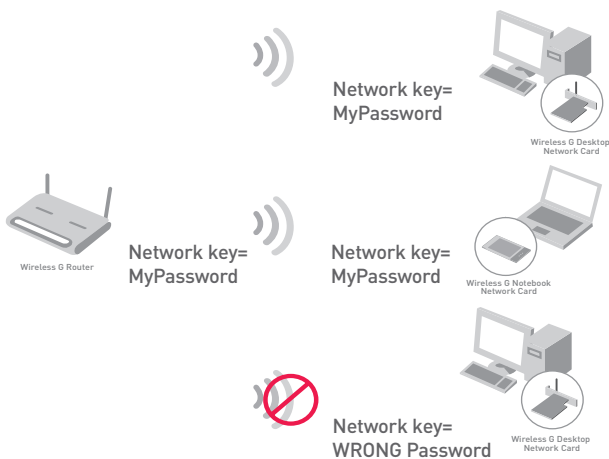 Network key=
MyPassword
Wireless G Desktop
Network Card
Wireless G Router
Network key=
MyPassword
Network key=
MyPassword
Wireless G Notebook
Network Card
Network key=
WRONG Password
Wireless G Desktop
Network Card